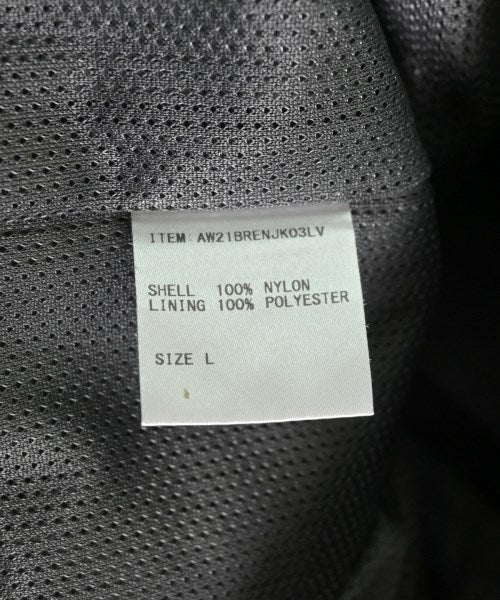 ITEM: AW21BRENJK03LV
SHELL 100% NYLON
LINING 100% POLYESTER
SIZE L